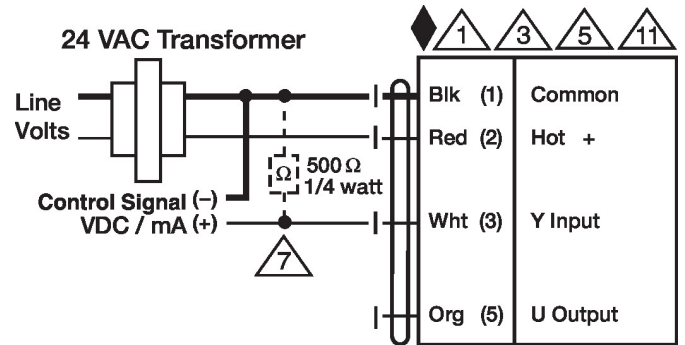 24 VAC Transformer
1 3 5 11
Line
Volts
Blk (1) Common
Red (2) Hot +
Ω 500 Ω
1/4 watt
Control Signal (–)
VDC / mA (+)
Wht (3) Y Input
7
Org (5) U Output